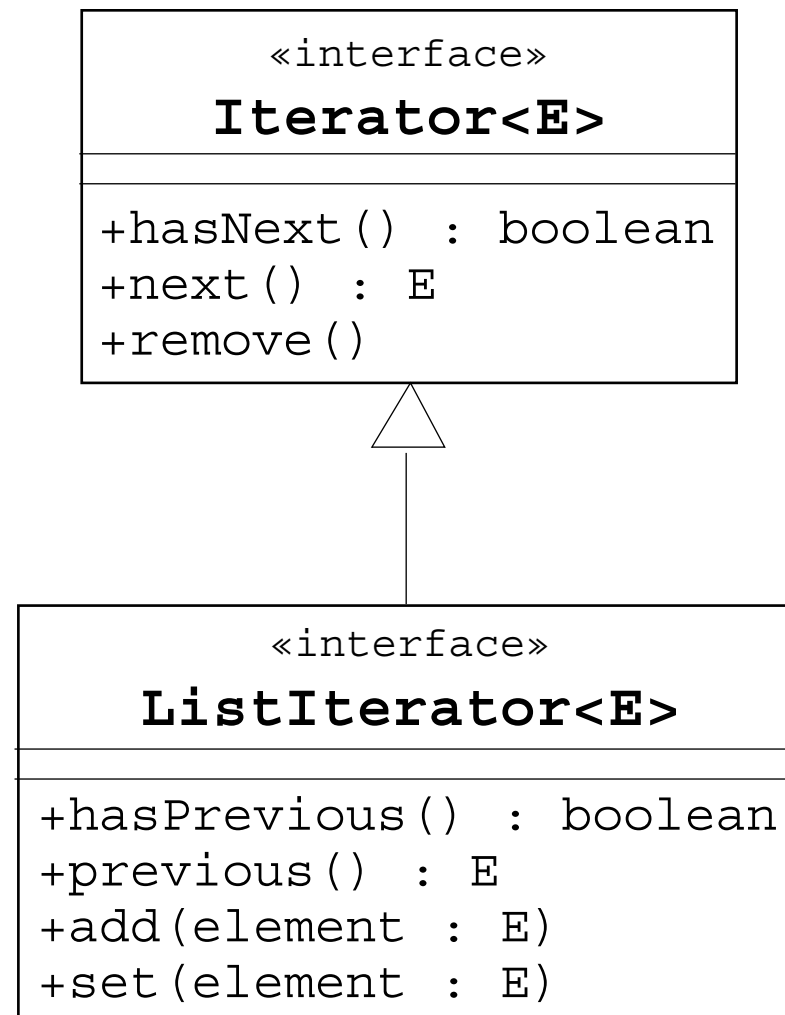 «interface»
Iterator<E>
+hasNext() : boolean
+next() : E
+remove()
«interface»
ListIterator<E>
+hasPrevious() : boolean
+previous() : E
+add(element : E)
+set(element : E)